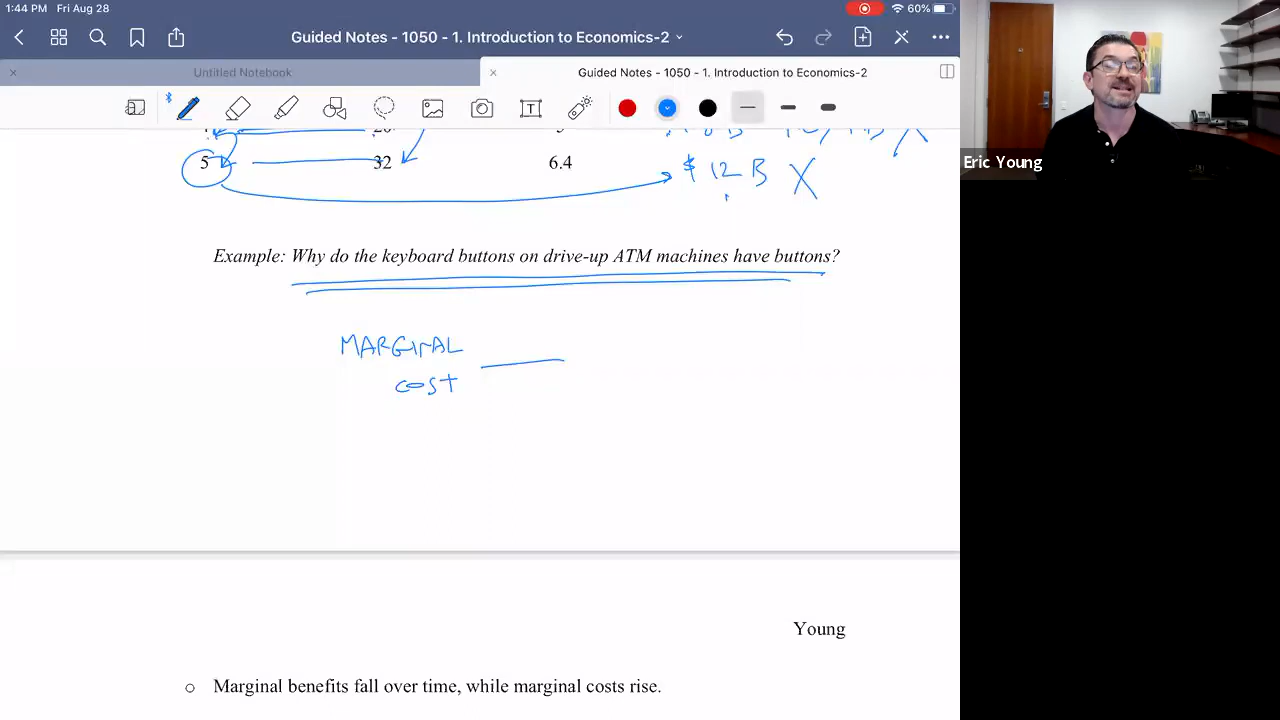 1:44 PM Fri Aug 28
60%
Guided Notes - 1050 - 1. Introduction to Economics-2
Untitled Notebook
Guided Notes - 1050 - 1. Introduction to Economics-2
5 32 6.4 $ 12 B X
Example: Why do the keyboard buttons on drive-up ATM machines have buttons?
MARGINAL
COST
Young
Marginal benefits fall over time, while marginal costs rise.
Eric Young